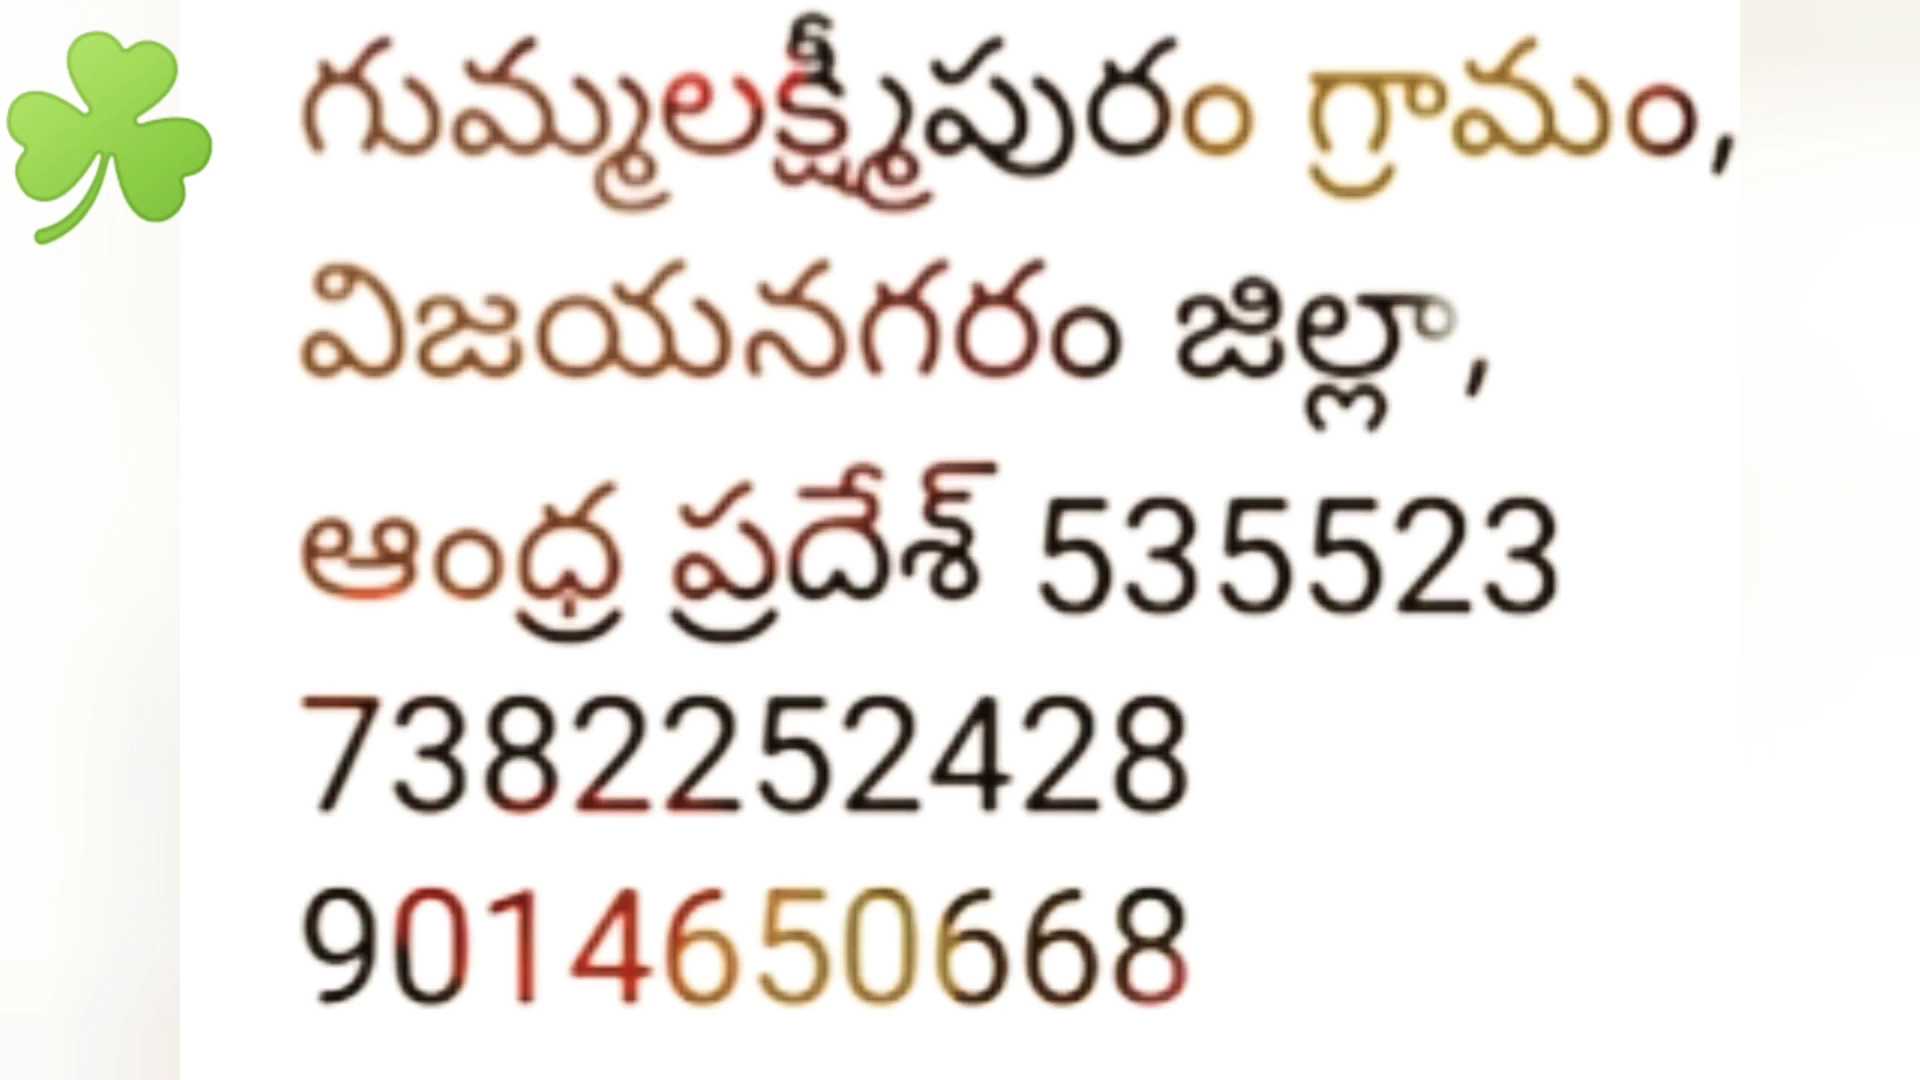 గుమ్మలక్ష్మీపురం గ్రామం,
విజయనగరం జిల్లా,
ఆంధ్ర ప్రదేశ్ 535523
7382252428
9014650668